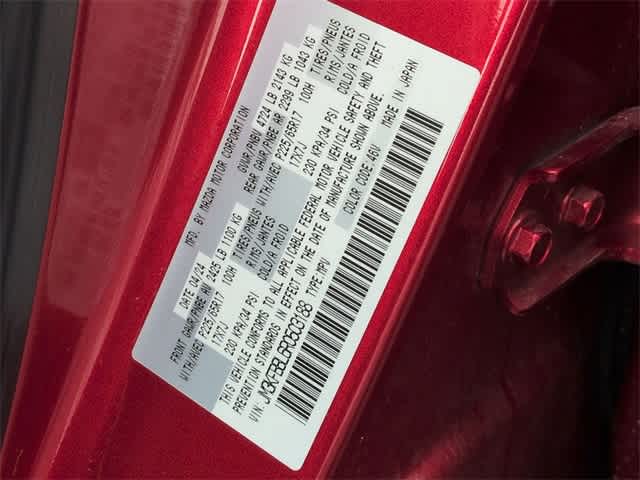 MFD. BY MAZDA MOTOR CORPORATION
DATE 04/24 GVWR/PNBV 4724 LB 2143 KG
FRONT GAWR/PNBE AV 2425 LB 1100 KG REAR GAWR/PNBE AR 2299 LB 1043 KG
WITH/AVEC P225/65R17 100H TIRES/PNEUS WITH/AVEC P225/65R17 100H TIRES/PNEUS
17X7J RIMS/JANTES 17X7J RIMS/JANTES
230 KPA/34 PSI COLD/A FROID 230 KPA/34 PSI COLD/A FROID
THIS VEHICLE CONFORMS TO ALL APPLICABLE FEDERAL MOTOR VEHICLE SAFETY AND THEFT
PREVENTION STANDARDS IN EFFECT ON THE DATE OF MANUFACTURE SHOWN ABOVE.
VIN: TYPE: MPV COLOR CODE: 46V MADE IN JAPAN